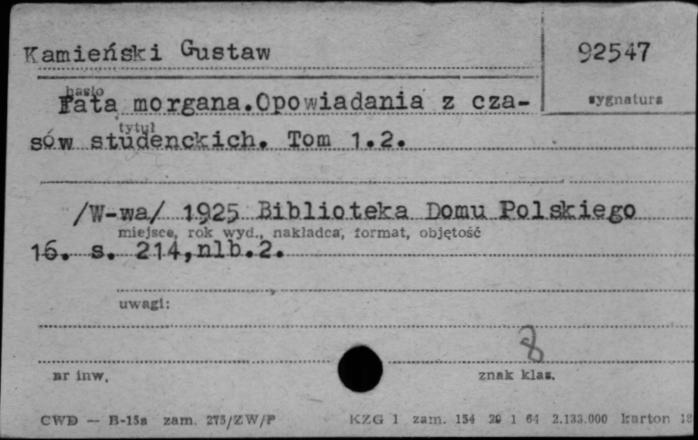 Kamieński Gustaw
92547
hasło
sygnatura
Fata morgana.Opowiadania z cza-
tytuł
sów studenckich. Tom 1.2.
/W-wa/ 1925 Biblioteka Domu Polskiego
miejsce, rok wyd., nakładca, format, objętość
16. s. 214,nlb.2.
uwagi:
8
nr inw.
znak klas.
CWD — B-15a zam. 275/ZW/P KZG 1 zam. 154 29 1 64 2.133.000 karton